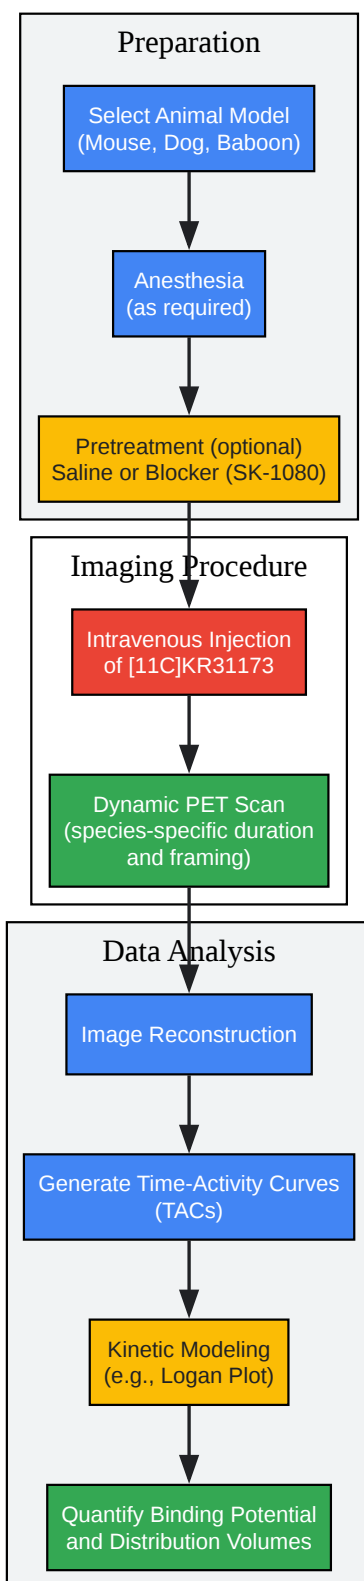 Preparation
Select Animal Model
(Mouse, Dog, Baboon)
Anesthesia
(as required)
Pretreatment (optional)
Saline or Blocker (SK-1080)
Imaging Procedure
Intravenous Injection
of [11C]KR31173
Dynamic PET Scan
(species-specific duration
and framing)
Data Analysis
Image Reconstruction
Generate Time-Activity Curves
(TACs)
Kinetic Modeling
(e.g., Logan Plot)
Quantify Binding Potential
and Distribution Volumes